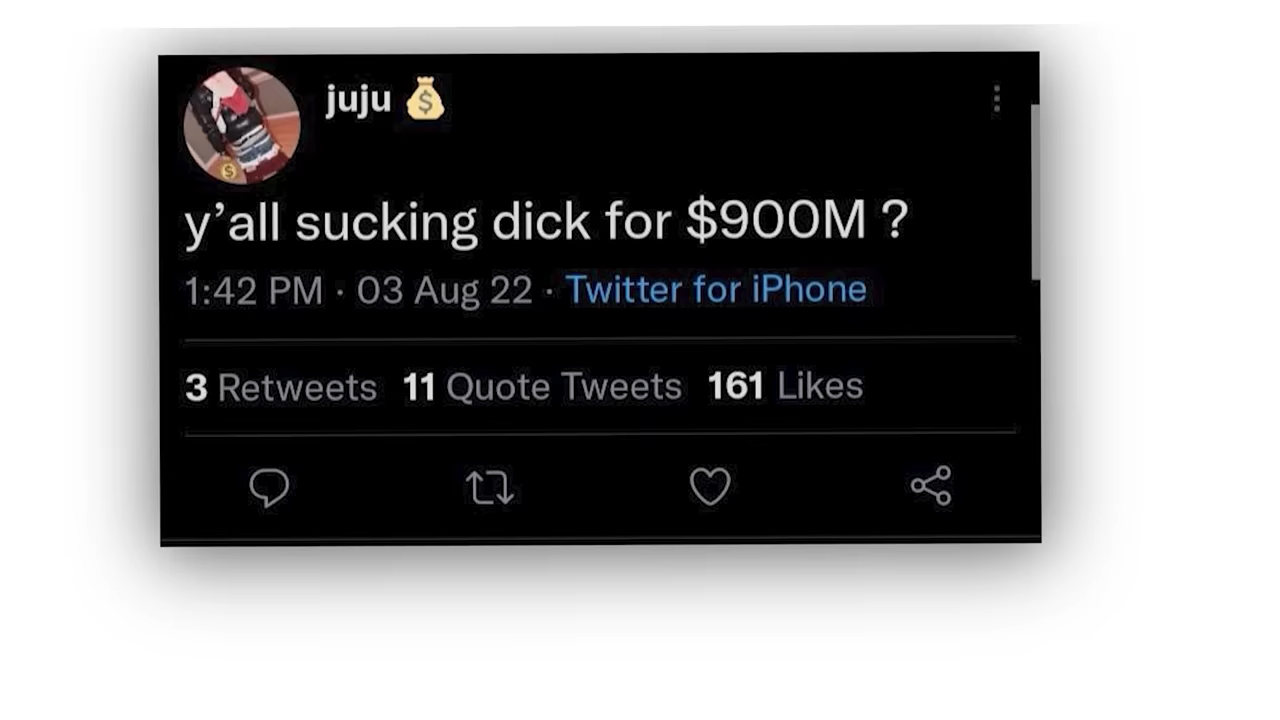 juju 💰
y’all sucking dick for $900M ?
1:42 PM · 03 Aug 22 · Twitter for iPhone
3 Retweets 11 Quote Tweets 161 Likes